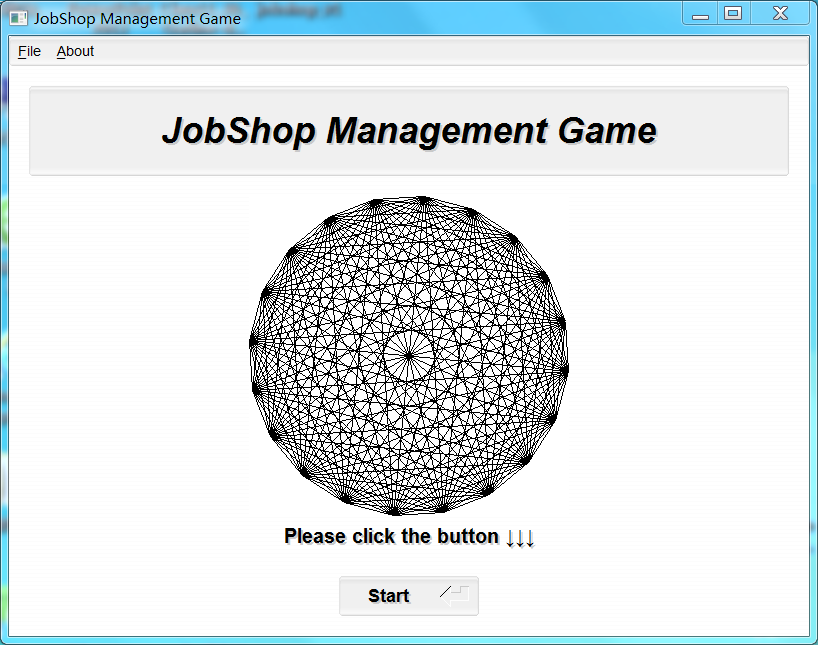 JobShop Management Game
File About
JobShop Management Game
Please click the button ↓↓↓
Start